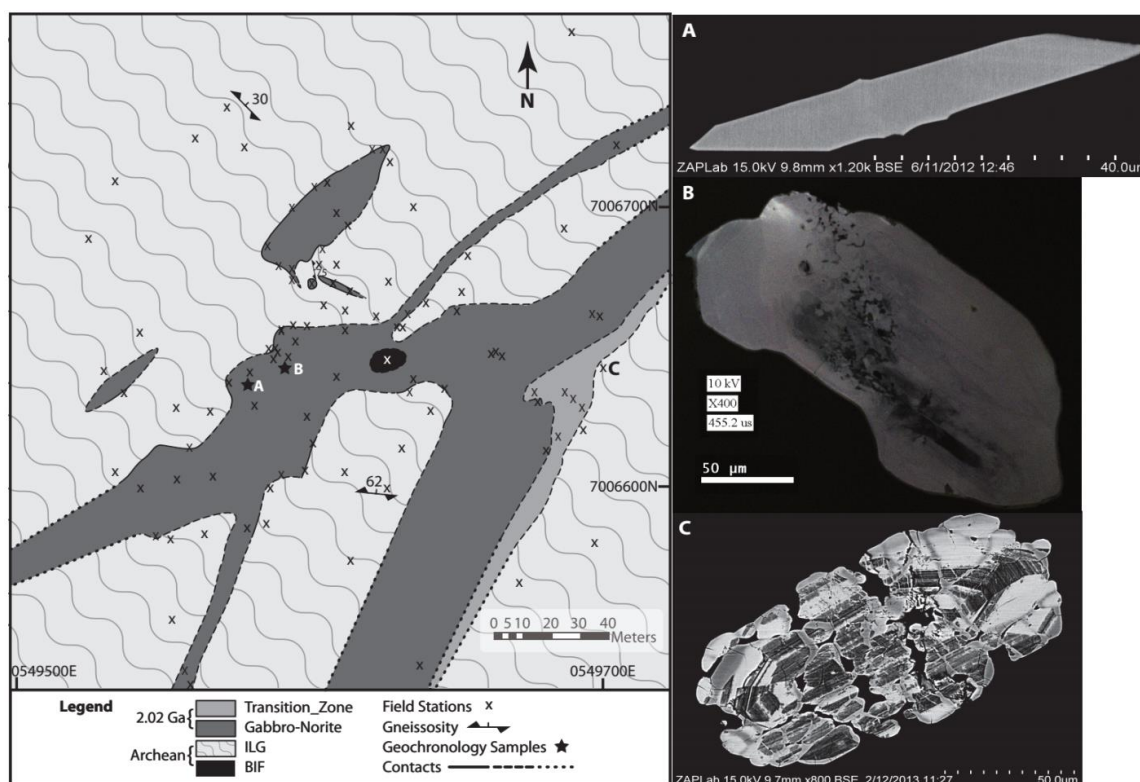 30
N
7006700N
75
A
B
C
62
7006600N
0 5 10 20 30 40
Meters
0549500E
0549700E
Legend
2.02 Ga
Transition_Zone
Gabbro-Norite
Archean
ILG
BIF
Field Stations x
Gneissosity
Geochronology Samples
Contacts
A
ZAPLab 15.0kV 9.8mm x1.20k BSE 6/11/2012 12:46 40.0um
B
10 kV
X400
455.2 us
50 µm
C
ZAPLab 15.0kV 9.7mm x800 BSE 2/12/2013 11:27 50.0um